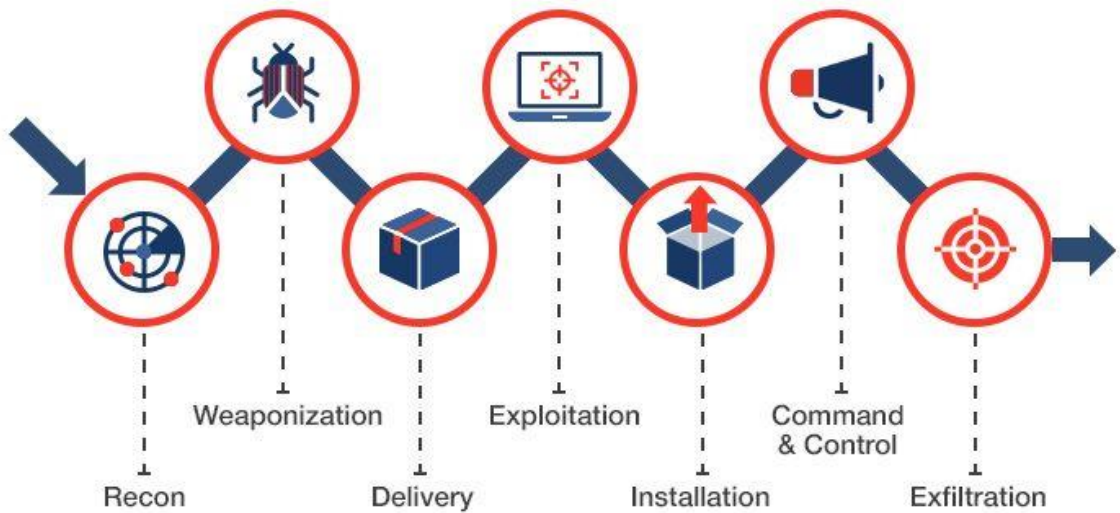 Weaponization
Exploitation
Command
& Control
Recon
Delivery
Installation
Exfiltration